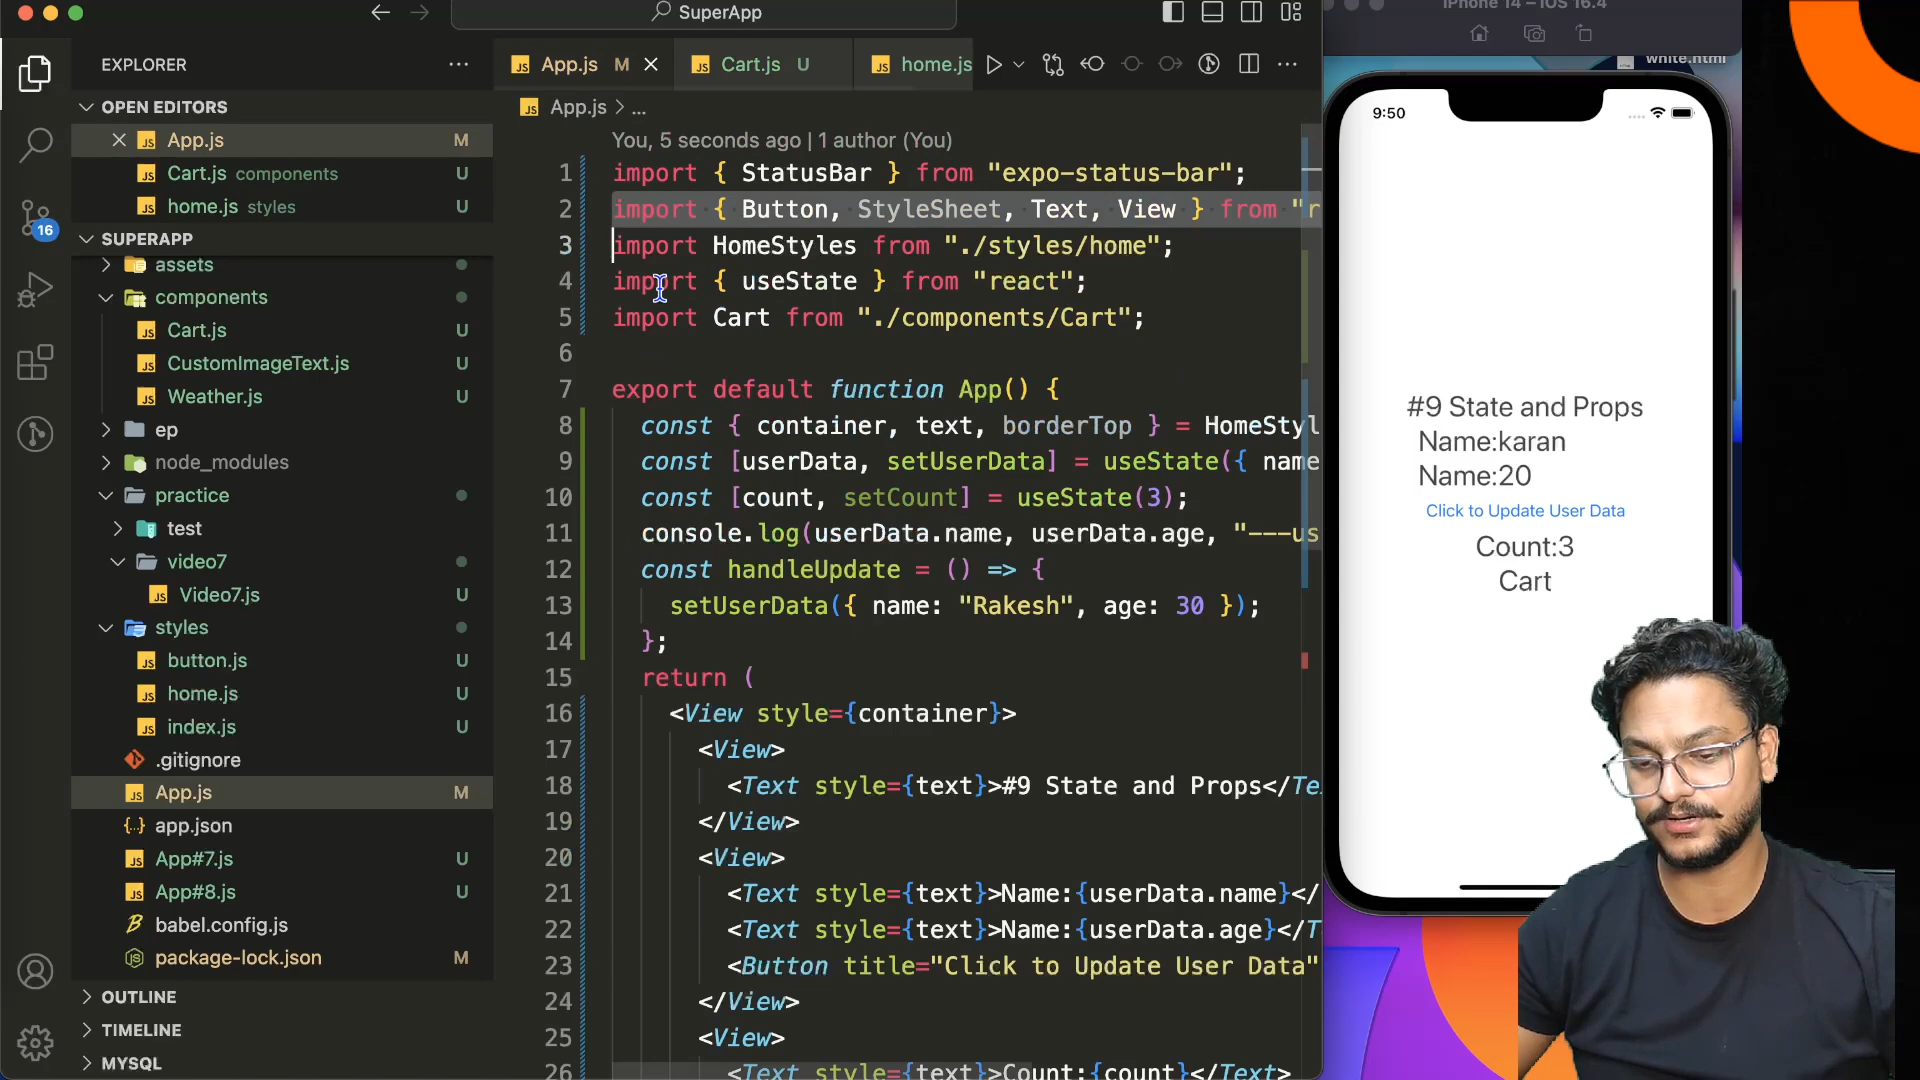 SuperApp
EXPLORER
OPEN EDITORS
App.js M
Cart.js components U
home.js styles U
SUPERAPP
assets
components
Cart.js U
CustomImageText.js U
Weather.js U
ep
node_modules
practice
test
video7
Video7.js U
styles
button.js U
home.js U
index.js U
.gitignore
App.js M
app.json
App#7.js U
App#8.js U
babel.config.js
package-lock.json M
OUTLINE
TIMELINE
MYSQL
16
App.js M
Cart.js U
home.js
App.js > ...
You, 5 seconds ago | 1 author (You)
1 import { StatusBar } from "expo-status-bar";
2 import { Button, StyleSheet, Text, View } from "r
3 import HomeStyles from "./styles/home";
4 import { useState } from "react";
5 import Cart from "./components/Cart";
6
7 export default function App() {
8 const { container, text, borderTop } = HomeStyl
9 const [userData, setUserData] = useState({ name
10 const [count, setCount] = useState(3);
11 console.log(userData.name, userData.age, "---us
12 const handleUpdate = () => {
13 setUserData({ name: "Rakesh", age: 30 });
14 };
15 return (
16 <View style={container}>
17 <View>
18 <Text style={text}>#9 State and Props</Te
19 </View>
20 <View>
21 <Text style={text}>Name:{userData.name}</
22 <Text style={text}>Name:{userData.age}</T
23 <Button title="Click to Update User Data"
24 </View>
25 <View>
26 <Text style={text}>Count:{count}</Text>
iPhone 14 – iOS 16.4
white.html
9:50
#9 State and Props
Name:karan
Name:20
Click to Update User Data
Count:3
Cart